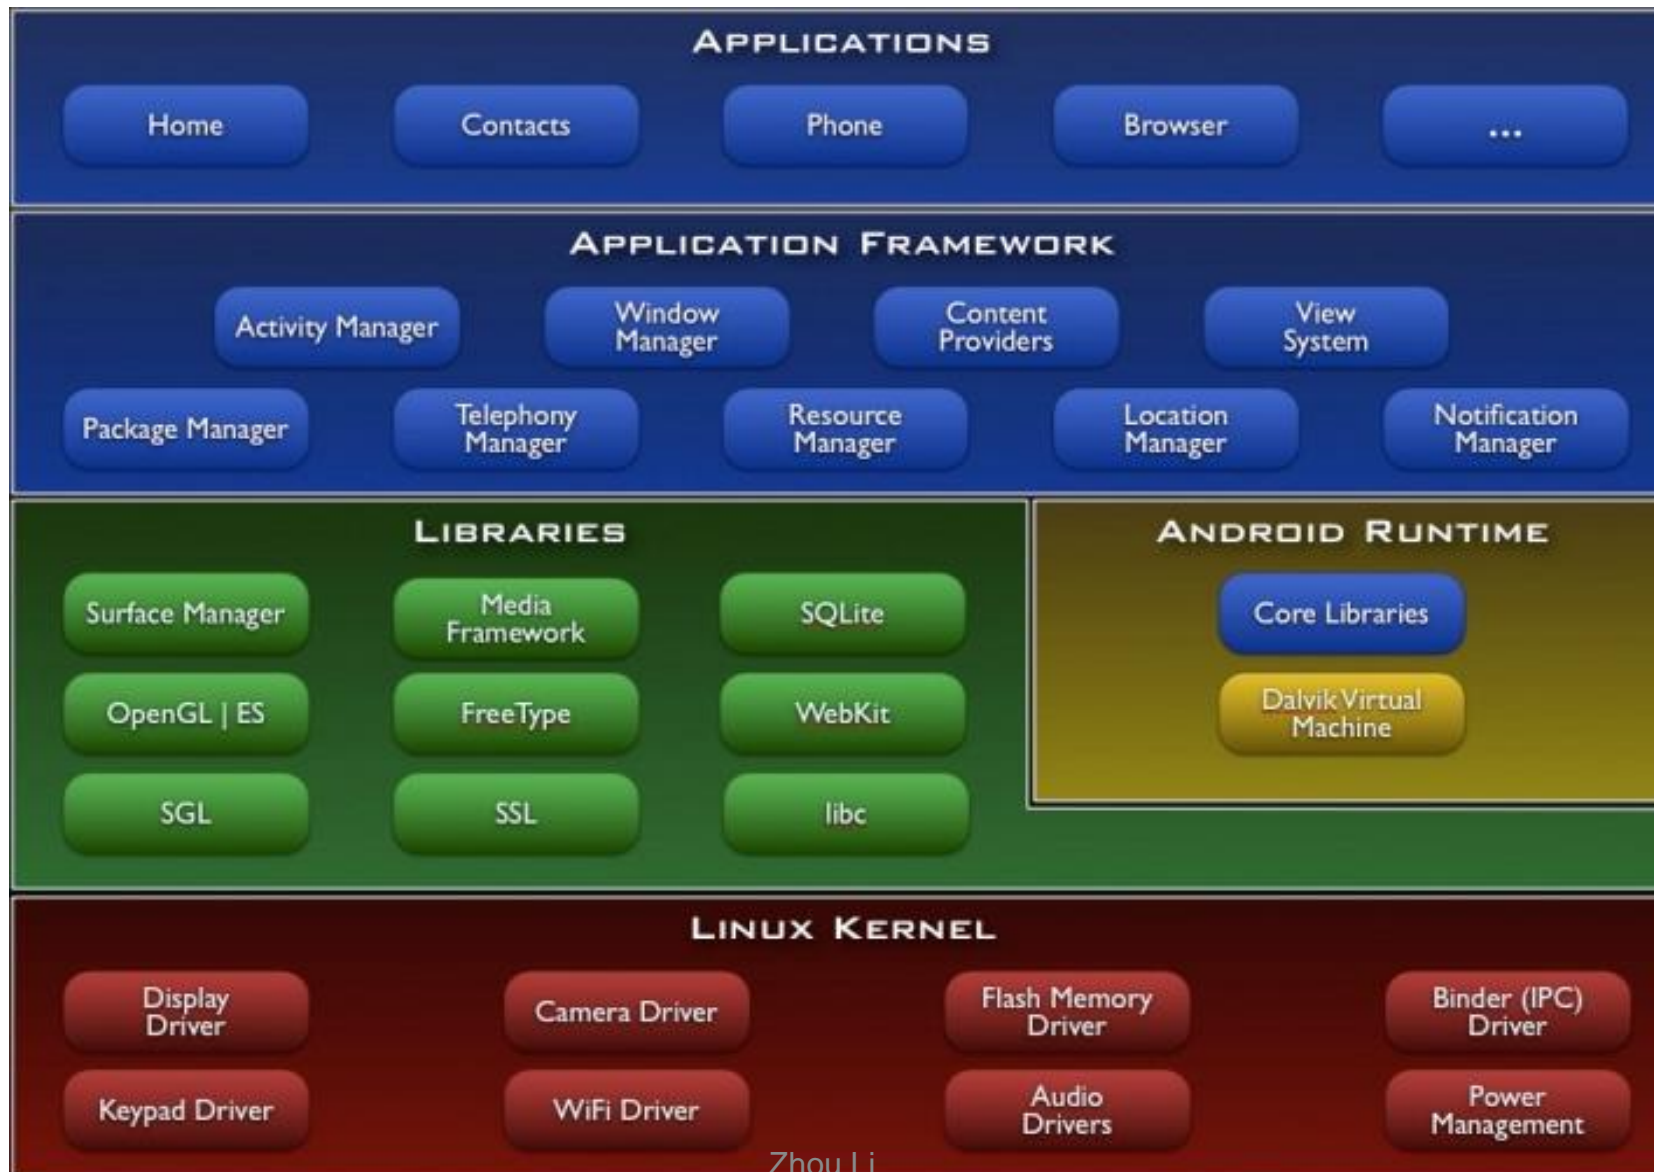 APPLICATIONS
Home
Contacts
Phone
Browser
...
APPLICATION FRAMEWORK
Activity Manager
Window
Manager
Content
Providers
View
System
Package Manager
Telephony
Manager
Resource
Manager
Location
Manager
Notification
Manager
LIBRARIES
Surface Manager
Media
Framework
SQLite
OpenGL | ES
FreeType
WebKit
SGL
SSL
libc
ANDROID RUNTIME
Core Libraries
Dalvik Virtual
Machine
LINUX KERNEL
Display
Driver
Camera Driver
Flash Memory
Driver
Binder (IPC)
Driver
Keypad Driver
WiFi Driver
Audio
Drivers
Power
Management
Zhou Li